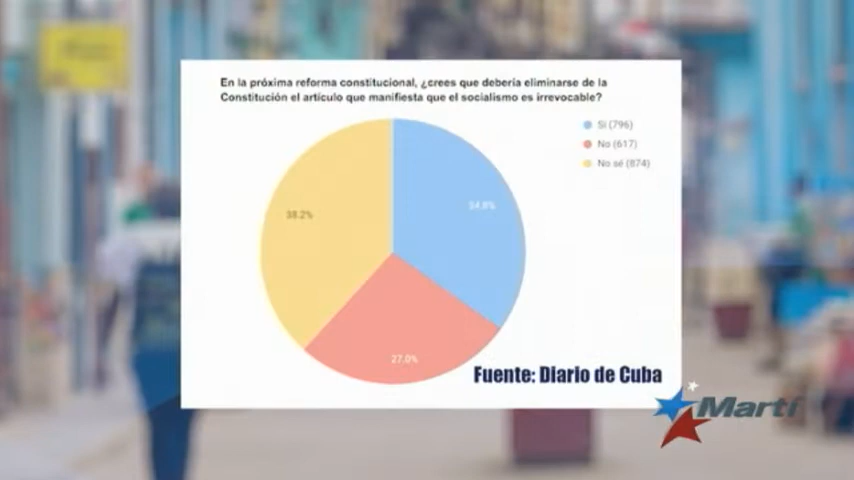 En la próxima reforma constitucional, ¿crees que debería eliminarse de la
Constitución el artículo que manifiesta que el socialismo es irrevocable?
Sí (796)
No (617)
No sé (874)
38.2%
34.8%
27.0%
Fuente: Diario de Cuba
Martí